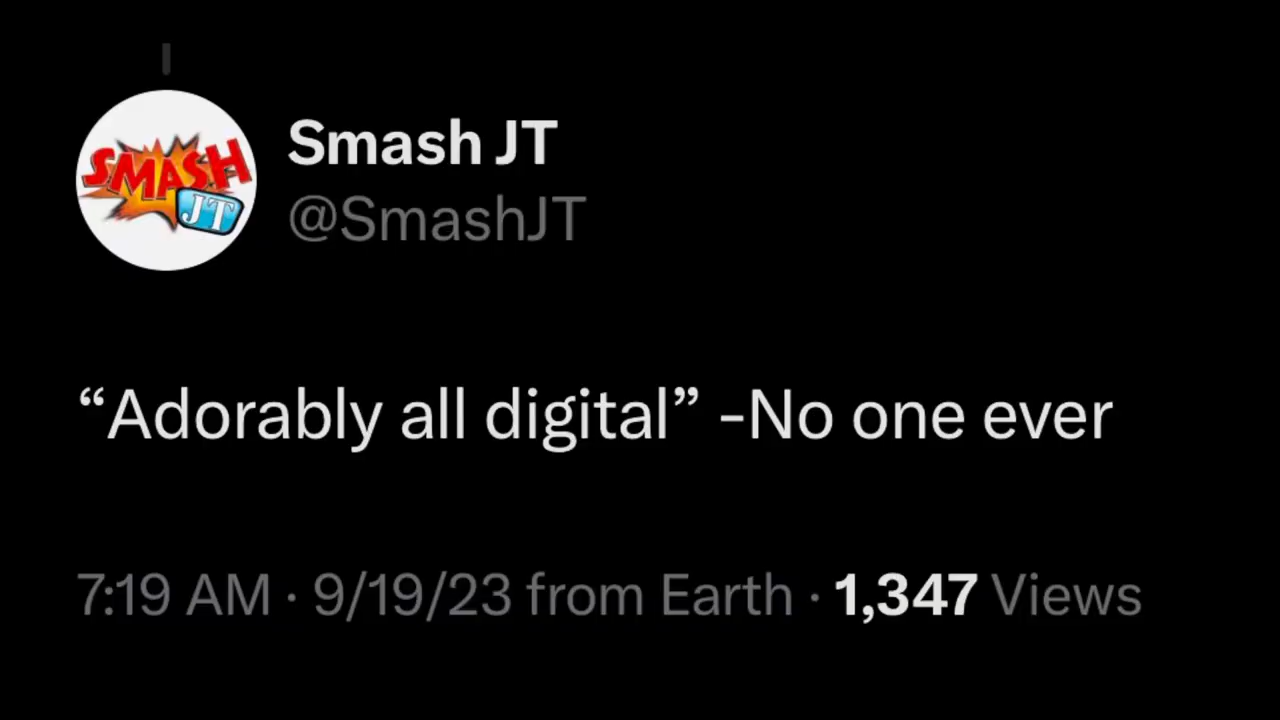 SMASH
JT
Smash JT
@SmashJT
“Adorably all digital” -No one ever
7:19 AM · 9/19/23 from Earth · 1,347 Views